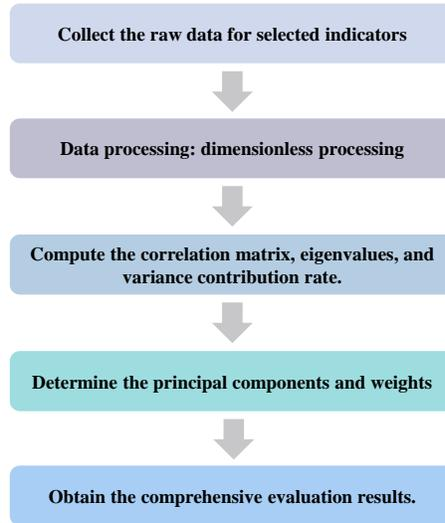 Collect the raw data for selected indicators
Data processing: dimensionless processing
Compute the correlation matrix, eigenvalues, and
variance contribution rate.
Determine the principal components and weights
Obtain the comprehensive evaluation results.